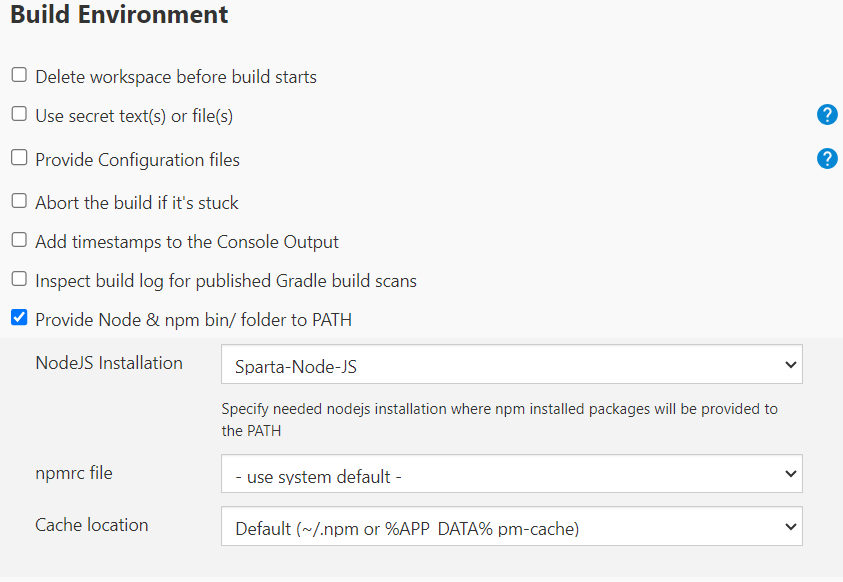 Build Environment
Delete workspace before build starts
Use secret text(s) or file(s)
?
Provide Configuration files
?
Abort the build if it's stuck
Add timestamps to the Console Output
Inspect build log for published Gradle build scans
Provide Node & npm bin/ folder to PATH
NodeJS Installation
Sparta-Node-JS
Specify needed nodejs installation where npm installed packages will be provided to
the PATH
npmrc file
- use system default -
Cache location
Default (~/.npm or %APP_DATA% pm-cache)